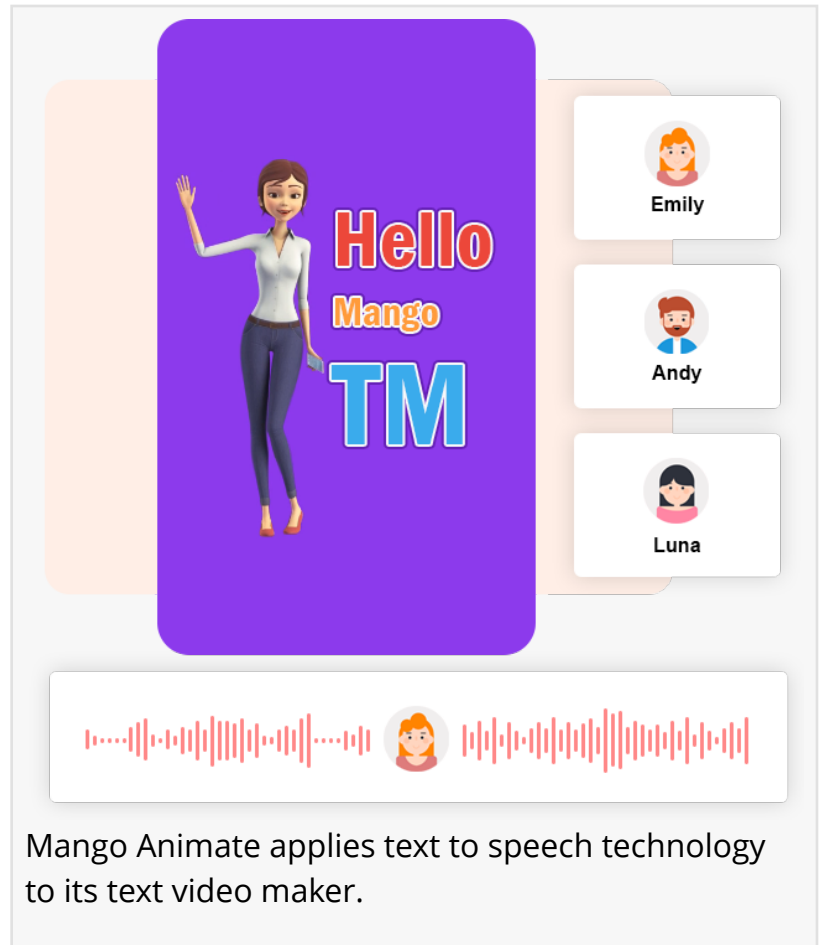 Hello
Mango
TM
Emily
Andy
Luna
Mango Animate applies text to speech technology
to its text video maker.